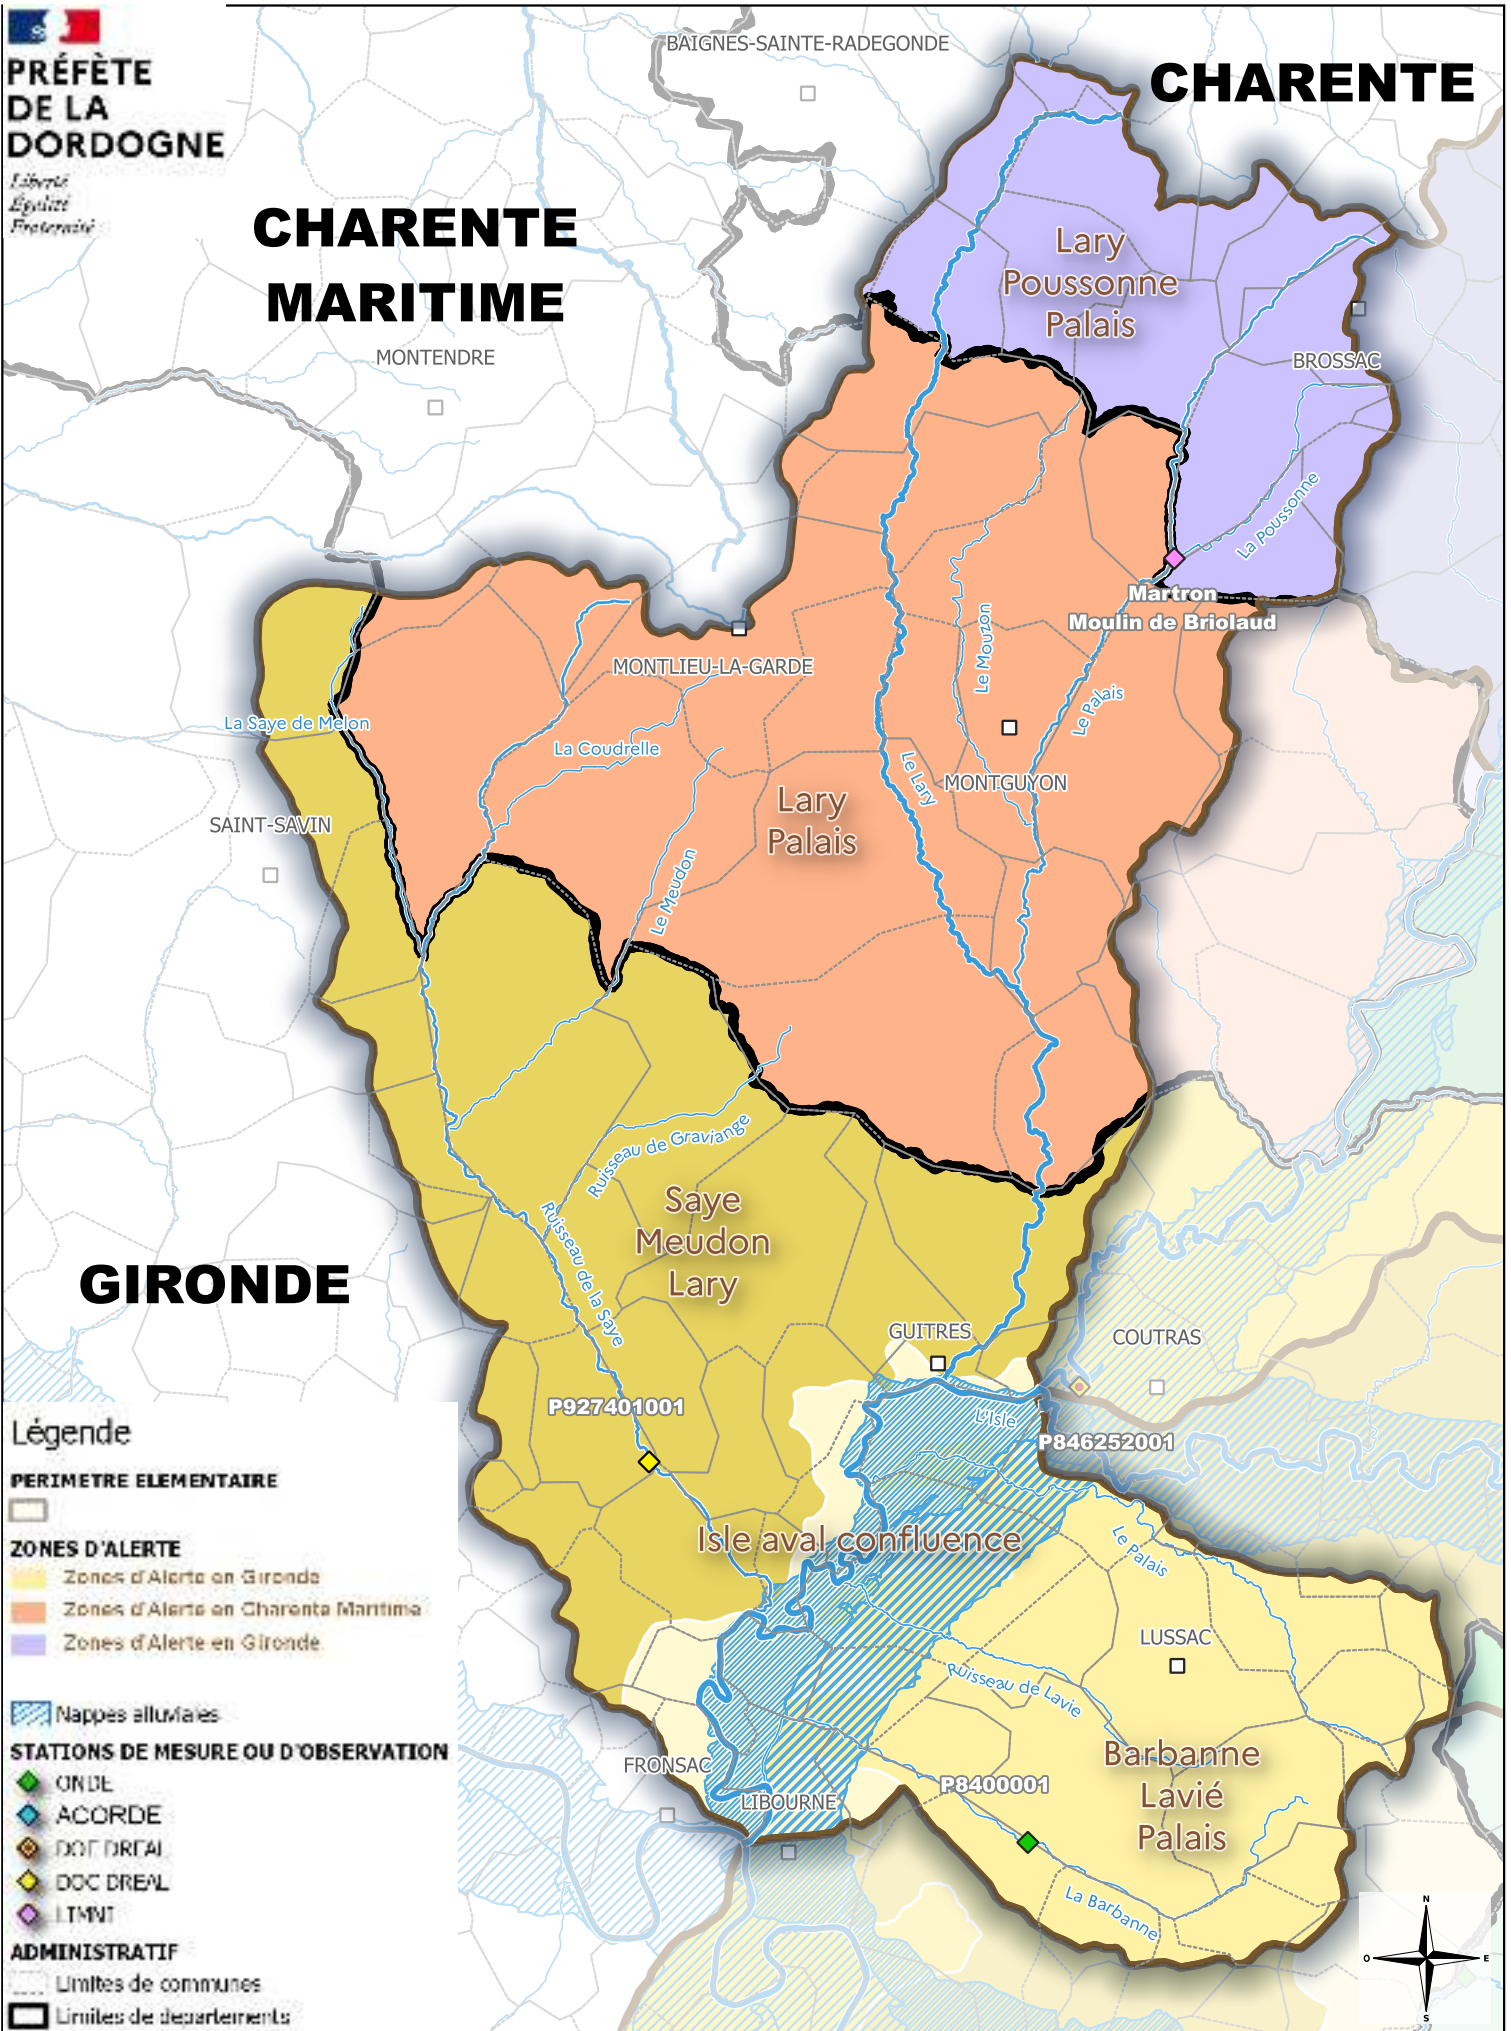 PRÉFÈTE
DE LA
DORDOGNE
Liberté
Égalité
Fraternité
BAIGNES-SAINTE-RADEGONDE
CHARENTE
CHARENTE
MARITIME
MONTENDRE
Lary
Poussonne
Palais
BROSSAC
La Poussonne
Martron
Moulin de Briolaud
Le Mouzon
MONTLIEU-LA-GARDE
La Saye de Melon
La Coudrelle
Le Palais
Le Lary
MONTGUYON
Lary
Palais
SAINT-SAVIN
Le Meudon
Ruisseau de Graviange
Saye
Meudon
Lary
Ruisseau de la Saye
GIRONDE
GUITRES
COUTRAS
P927401001
L'Isle
P846252001
Isle aval confluence
Le Palais
LUSSAC
Ruisseau de Lavie
FRONSAC
LIBOURNE
P8400001
Barbanne
Lavié
Palais
La Barbanne
Légende
PERIMETRE ELEMENTAIRE
ZONES D'ALERTE
Zones d'Alerte en Gironde
Zones d'Alerte en Charente Maritime
Zones d'Alerte en Gironde
Nappes alluviales
STATIONS DE MESURE OU D'OBSERVATION
ONDE
ACORDE
DOE DREAL
DOC DREAL
LIMNI
ADMINISTRATIF
Limites de communes
Limites de departements
N
O
E
S